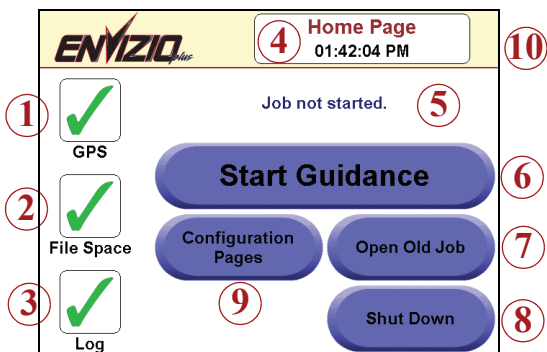 ENVIZIO plus
4
Home Page
01:42:04 PM
10
1
GPS
Job not started.
5
Start Guidance
6
2
File Space
Configuration
Pages
Open Old Job
7
9
3
Log
Shut Down
8